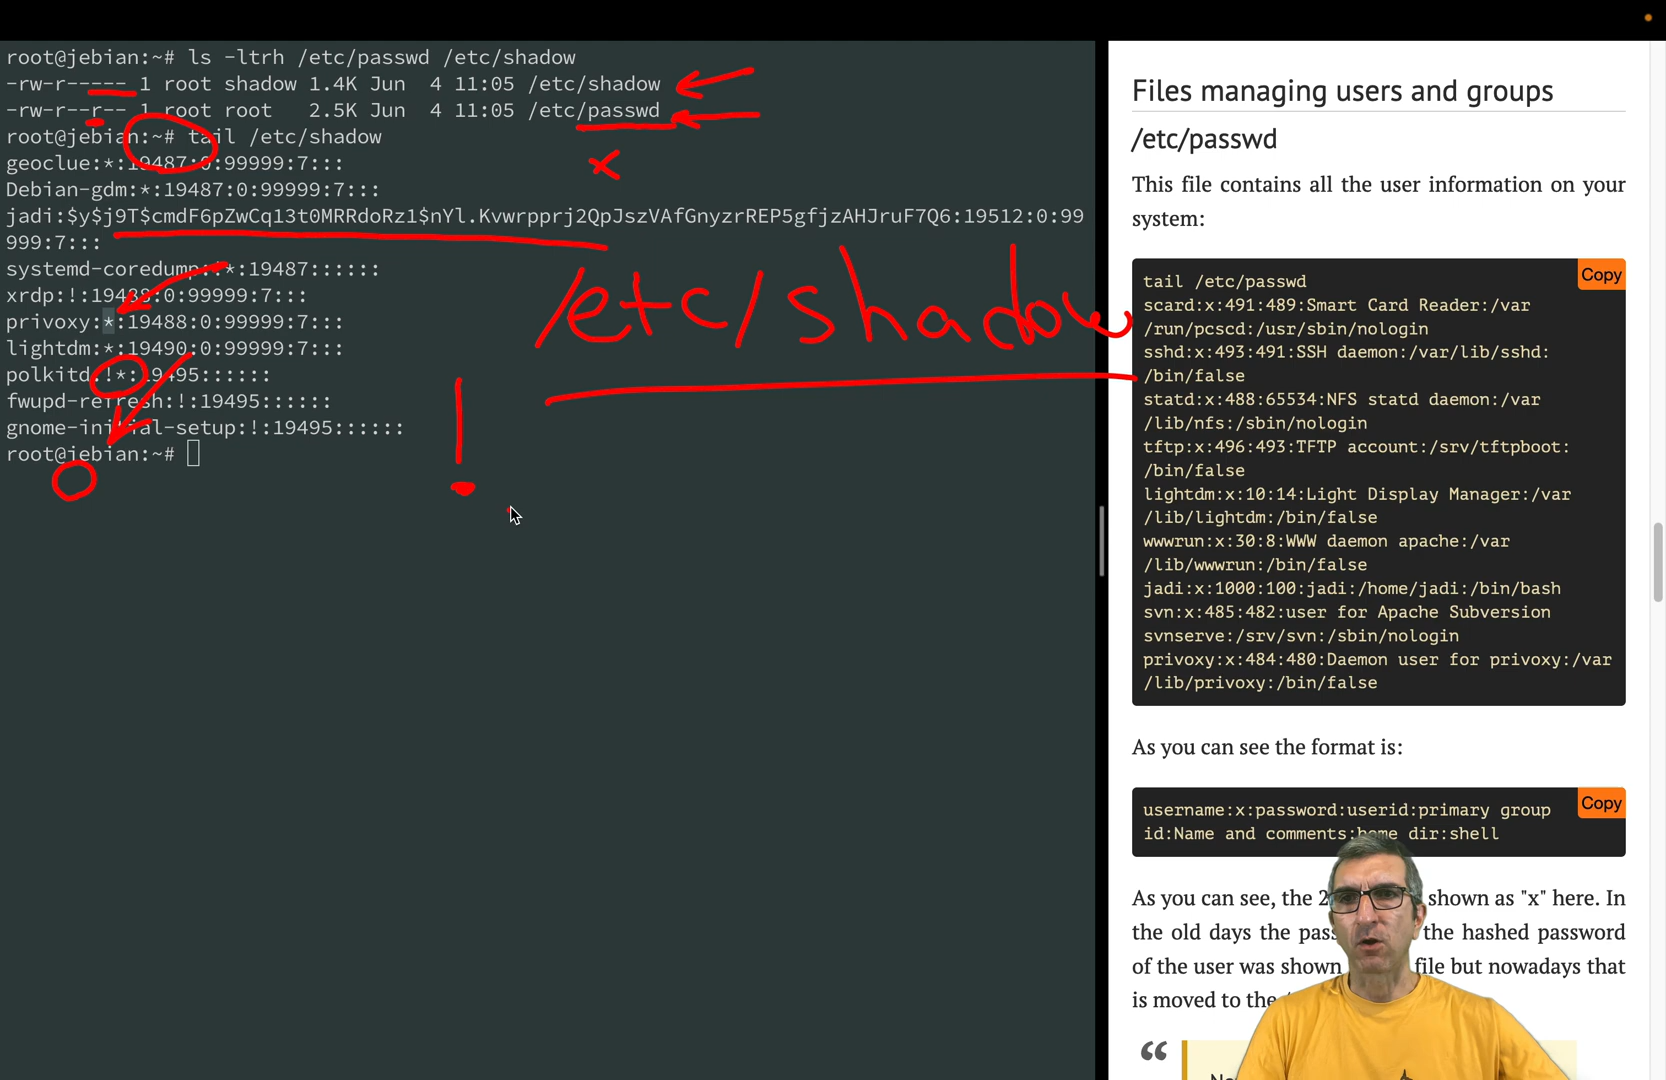 root@jebian:~# ls -ltrh /etc/passwd /etc/shadow
-rw-r----- 1 root shadow 1.4K Jun  4 11:05 /etc/shadow
-rw-r--r-- 1 root root   2.5K Jun  4 11:05 /etc/passwd
root@jebian:~# tail /etc/shadow
geoclue:*:19487:0:99999:7:::
x
Debian-gdm:*:19487:0:99999:7:::
jadi:$y$j9T$cmdF6pZwCq13t0MRRdoRz1$nYl.Kvwrpprj2QpJszVAfGnyzrREP5gfjzAHJruF7Q6:19512:0:99
999:7:::
systemd-coredump:!*:19487::::::
xrdp:!:19488:0:99999:7:::
/etc/shadow
privoxy:*:19488:0:99999:7:::
lightdm:*:19490:0:99999:7:::
polkitd:!*:19495::::::
fwupd-refresh:!:19495::::::
gnome-initial-setup:!:19495::::::
!
root@jebian:~#
Files managing users and groups
/etc/passwd
This file contains all the user information on your
system:
Copy
tail /etc/passwd
scard:x:491:489:Smart Card Reader:/var
/run/pcscd:/usr/sbin/nologin
sshd:x:493:491:SSH daemon:/var/lib/sshd:
/bin/false
statd:x:488:65534:NFS statd daemon:/var
/lib/nfs:/sbin/nologin
tftp:x:496:493:TFTP account:/srv/tftpboot:
/bin/false
lightdm:x:10:14:Light Display Manager:/var
/lib/lightdm:/bin/false
wwwrun:x:30:8:WWW daemon apache:/var
/lib/wwwrun:/bin/false
jadi:x:1000:100:jadi:/home/jadi:/bin/bash
svn:x:485:482:user for Apache Subversion
svnserve:/srv/svn:/sbin/nologin
privoxy:x:484:480:Daemon user for privoxy:/var
/lib/privoxy:/bin/false
As you can see the format is:
Copy
username:x:password:userid:primary group
id:Name and comments:home dir:shell
As you can see, the 2 shown as "x" here. In
the old days the pass the hashed password
of the user was shown file but nowadays that
is moved to the
“